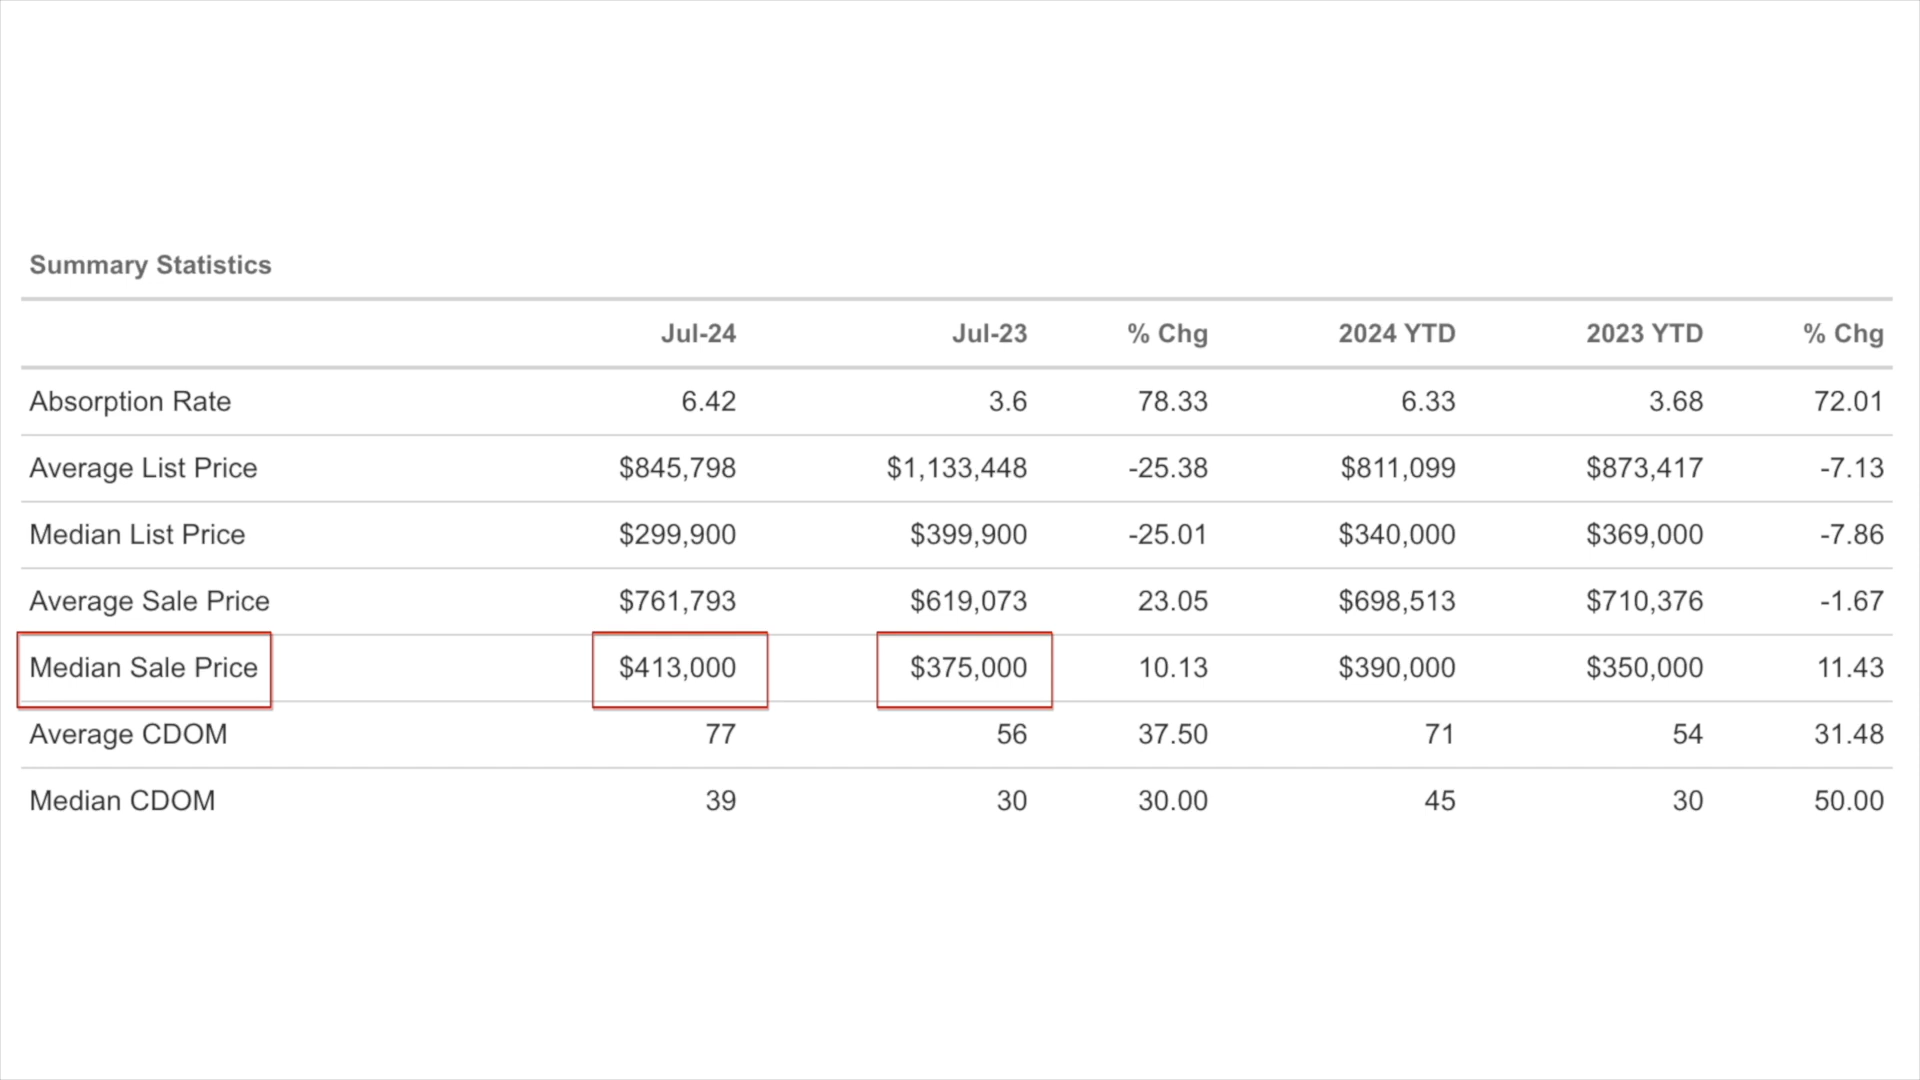 Summary Statistics
Jul-24 Jul-23 % Chg 2024 YTD 2023 YTD % Chg
Absorption Rate 6.42 3.6 78.33 6.33 3.68 72.01
Average List Price $845,798 $1,133,448 -25.38 $811,099 $873,417 -7.13
Median List Price $299,900 $399,900 -25.01 $340,000 $369,000 -7.86
Average Sale Price $761,793 $619,073 23.05 $698,513 $710,376 -1.67
Median Sale Price $413,000 $375,000 10.13 $390,000 $350,000 11.43
Average CDOM 77 56 37.50 71 54 31.48
Median CDOM 39 30 30.00 45 30 50.00